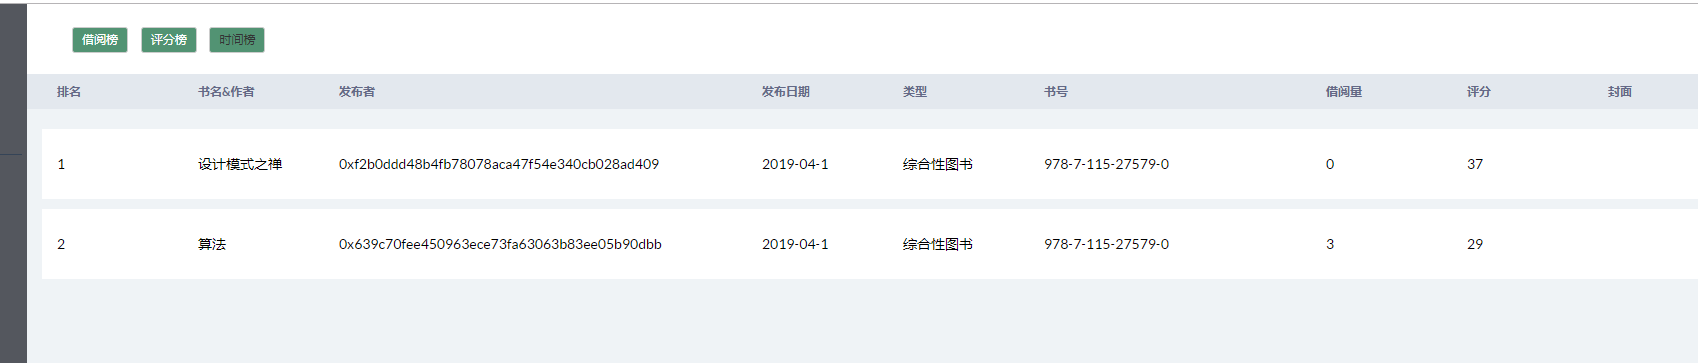 借阅榜 评分榜 时间榜
排名 书名&作者 发布者 发布日期 类型 书号 借阅量 评分 封面
1 设计模式之禅 0xf2b0ddd48b4fb78078aca47f54e340cb028ad409 2019-04-1 综合性图书 978-7-115-27579-0 0 37
2 算法 0x639c70fee450963ece73fa63063b83ee05b90dbb 2019-04-1 综合性图书 978-7-115-27579-0 3 29